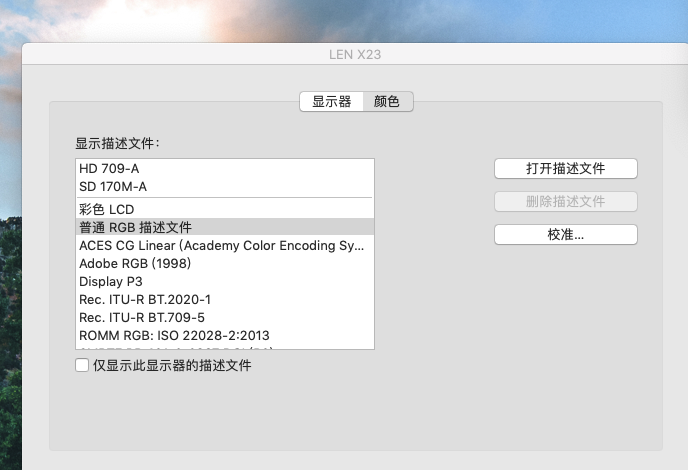 LEN X23
显示器 颜色
显示描述文件：
HD 709-A
SD 170M-A
彩色 LCD
普通 RGB 描述文件
ACES CG Linear (Academy Color Encoding Sy...
Adobe RGB (1998)
Display P3
Rec. ITU-R BT.2020-1
Rec. ITU-R BT.709-5
ROMM RGB: ISO 22028-2:2013
仅显示此显示器的描述文件
打开描述文件
删除描述文件
校准...